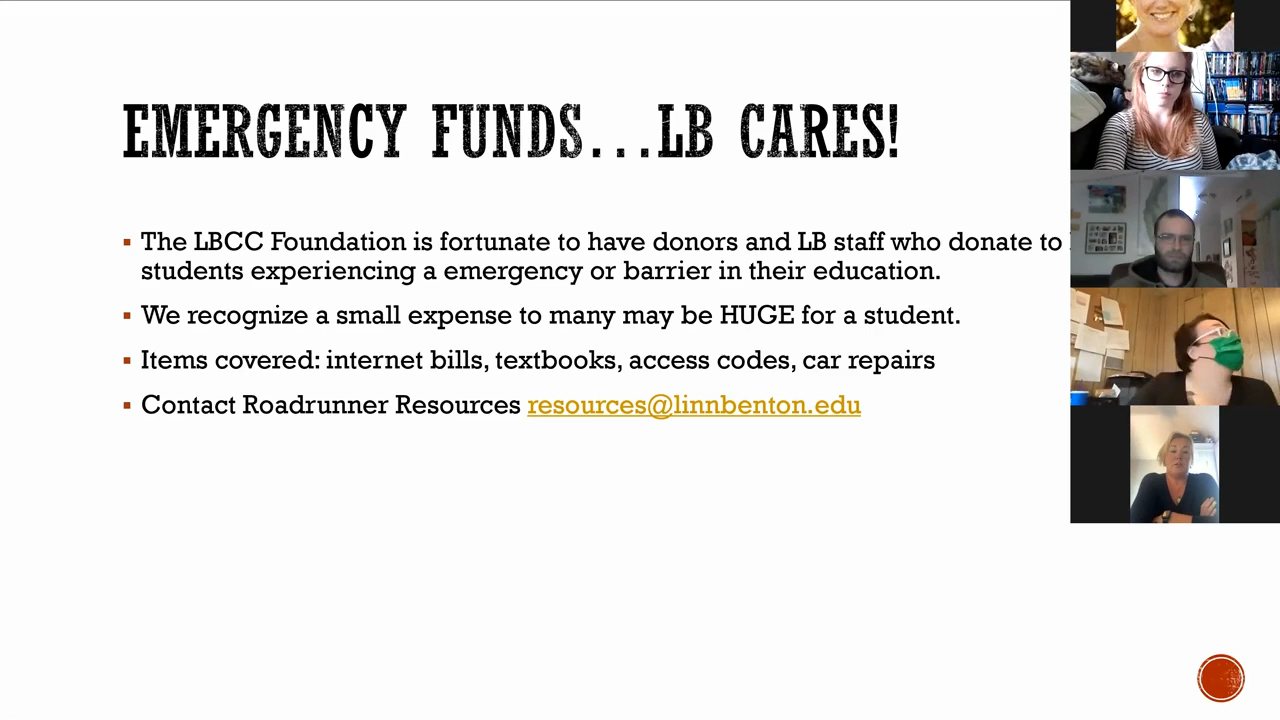 EMERGENCY FUNDS...LB CARES!
The LBCC Foundation is fortunate to have donors and LB staff who donate to
students experiencing a emergency or barrier in their education.
We recognize a small expense to many may be HUGE for a student.
Items covered: internet bills, textbooks, access codes, car repairs
Contact Roadrunner Resources resources@linnbenton.edu